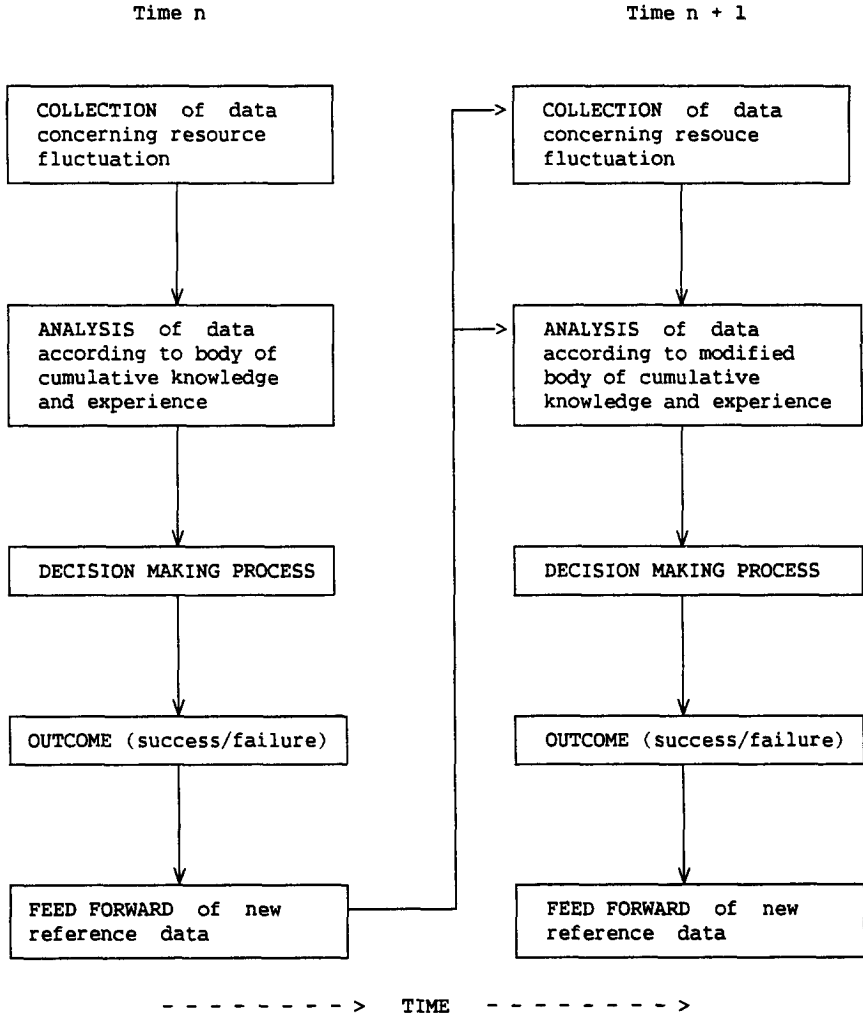 Time n
COLLECTION of data
concerning resource
fluctuation
ANALYSIS of data
according to body of
cumulative knowledge
and experience
DECISION MAKING PROCESS
OUTCOME (success/failure)
FEED FORWARD of new
reference data
Time n + 1
COLLECTION of data
concerning resouce
fluctuation
ANALYSIS of data
according to modified
body of cumulative
knowledge and experience
DECISION MAKING PROCESS
OUTCOME (success/failure)
FEED FORWARD of new
reference data
TIME